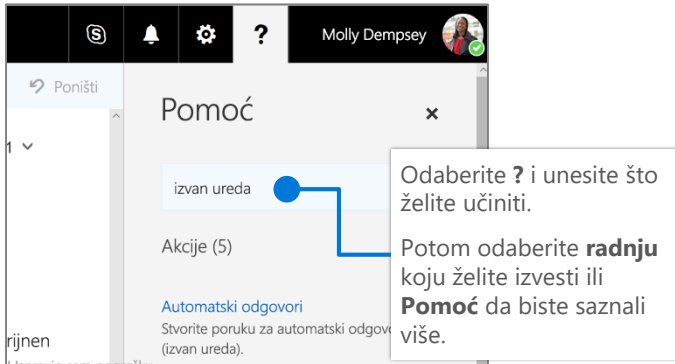 ? Molly Dempsey
Poništi
Pomoć
1
izvan ureda
Akcije (5)
Automatski odgovori
Stvorite poruku za automatski
(izvan ureda).
rijnen
Odaberite ? i unesite što
želite učiniti.
Potom odaberite radnju
koju želite izvesti ili
Pomoć da biste saznali
više.